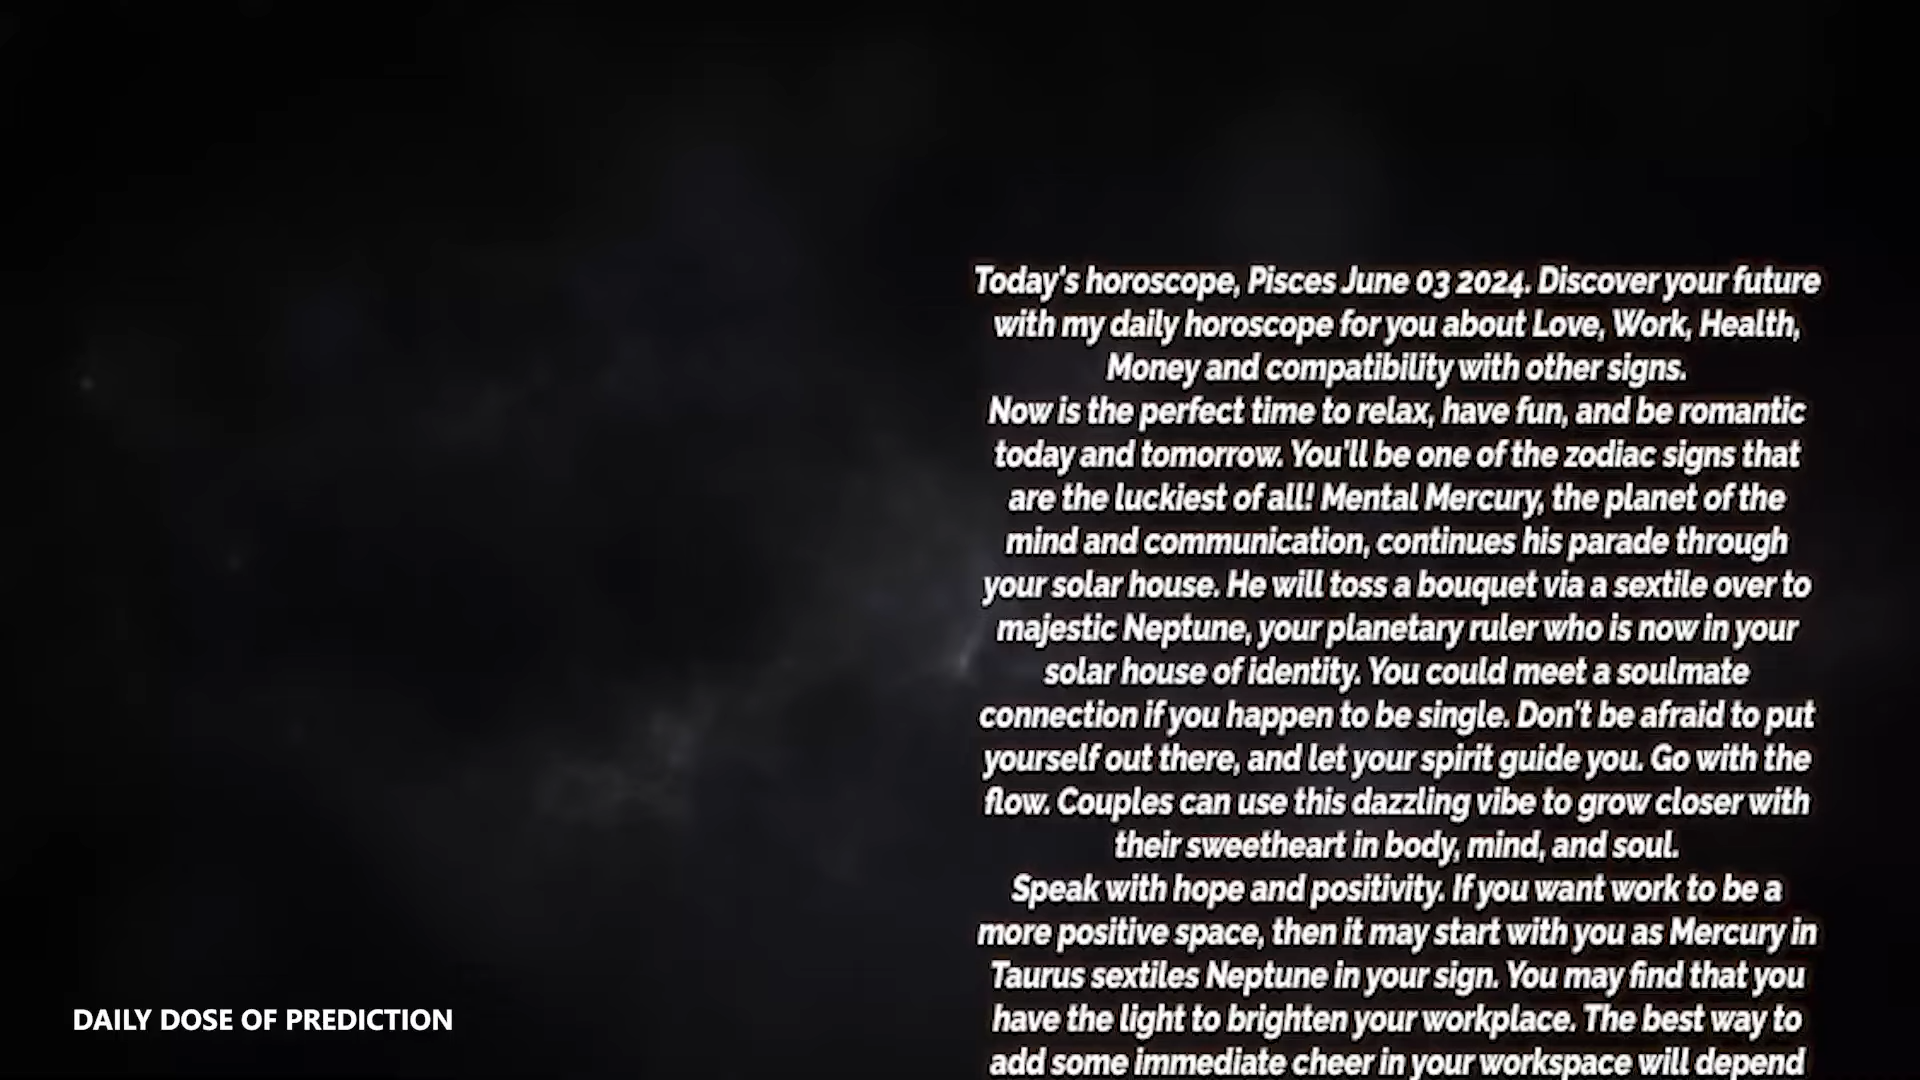 Today's horoscope, Pisces June 03 2024. Discover your future
with my daily horoscope for you about Love, Work, Health,
Money and compatibility with other signs.
Now is the perfect time to relax, have fun, and be romantic
today and tomorrow. You'll be one of the zodiac signs that
are the luckiest of all! Mental Mercury, the planet of the
mind and communication, continues his parade through
your solar house. He will toss a bouquet via a sextile over to
majestic Neptune, your planetary ruler who is now in your
solar house of identity. You could meet a soulmate
connection if you happen to be single. Don't be afraid to put
yourself out there, and let your spirit guide you. Go with the
flow. Couples can use this dazzling vibe to grow closer with
their sweetheart in body, mind, and soul.
Speak with hope and positivity. If you want work to be a
more positive space, then it may start with you as Mercury in
Taurus sextiles Neptune in your sign. You may find that you
have the light to brighten your workplace. The best way to
add some immediate cheer in your workspace will depend
DAILY DOSE OF PREDICTION